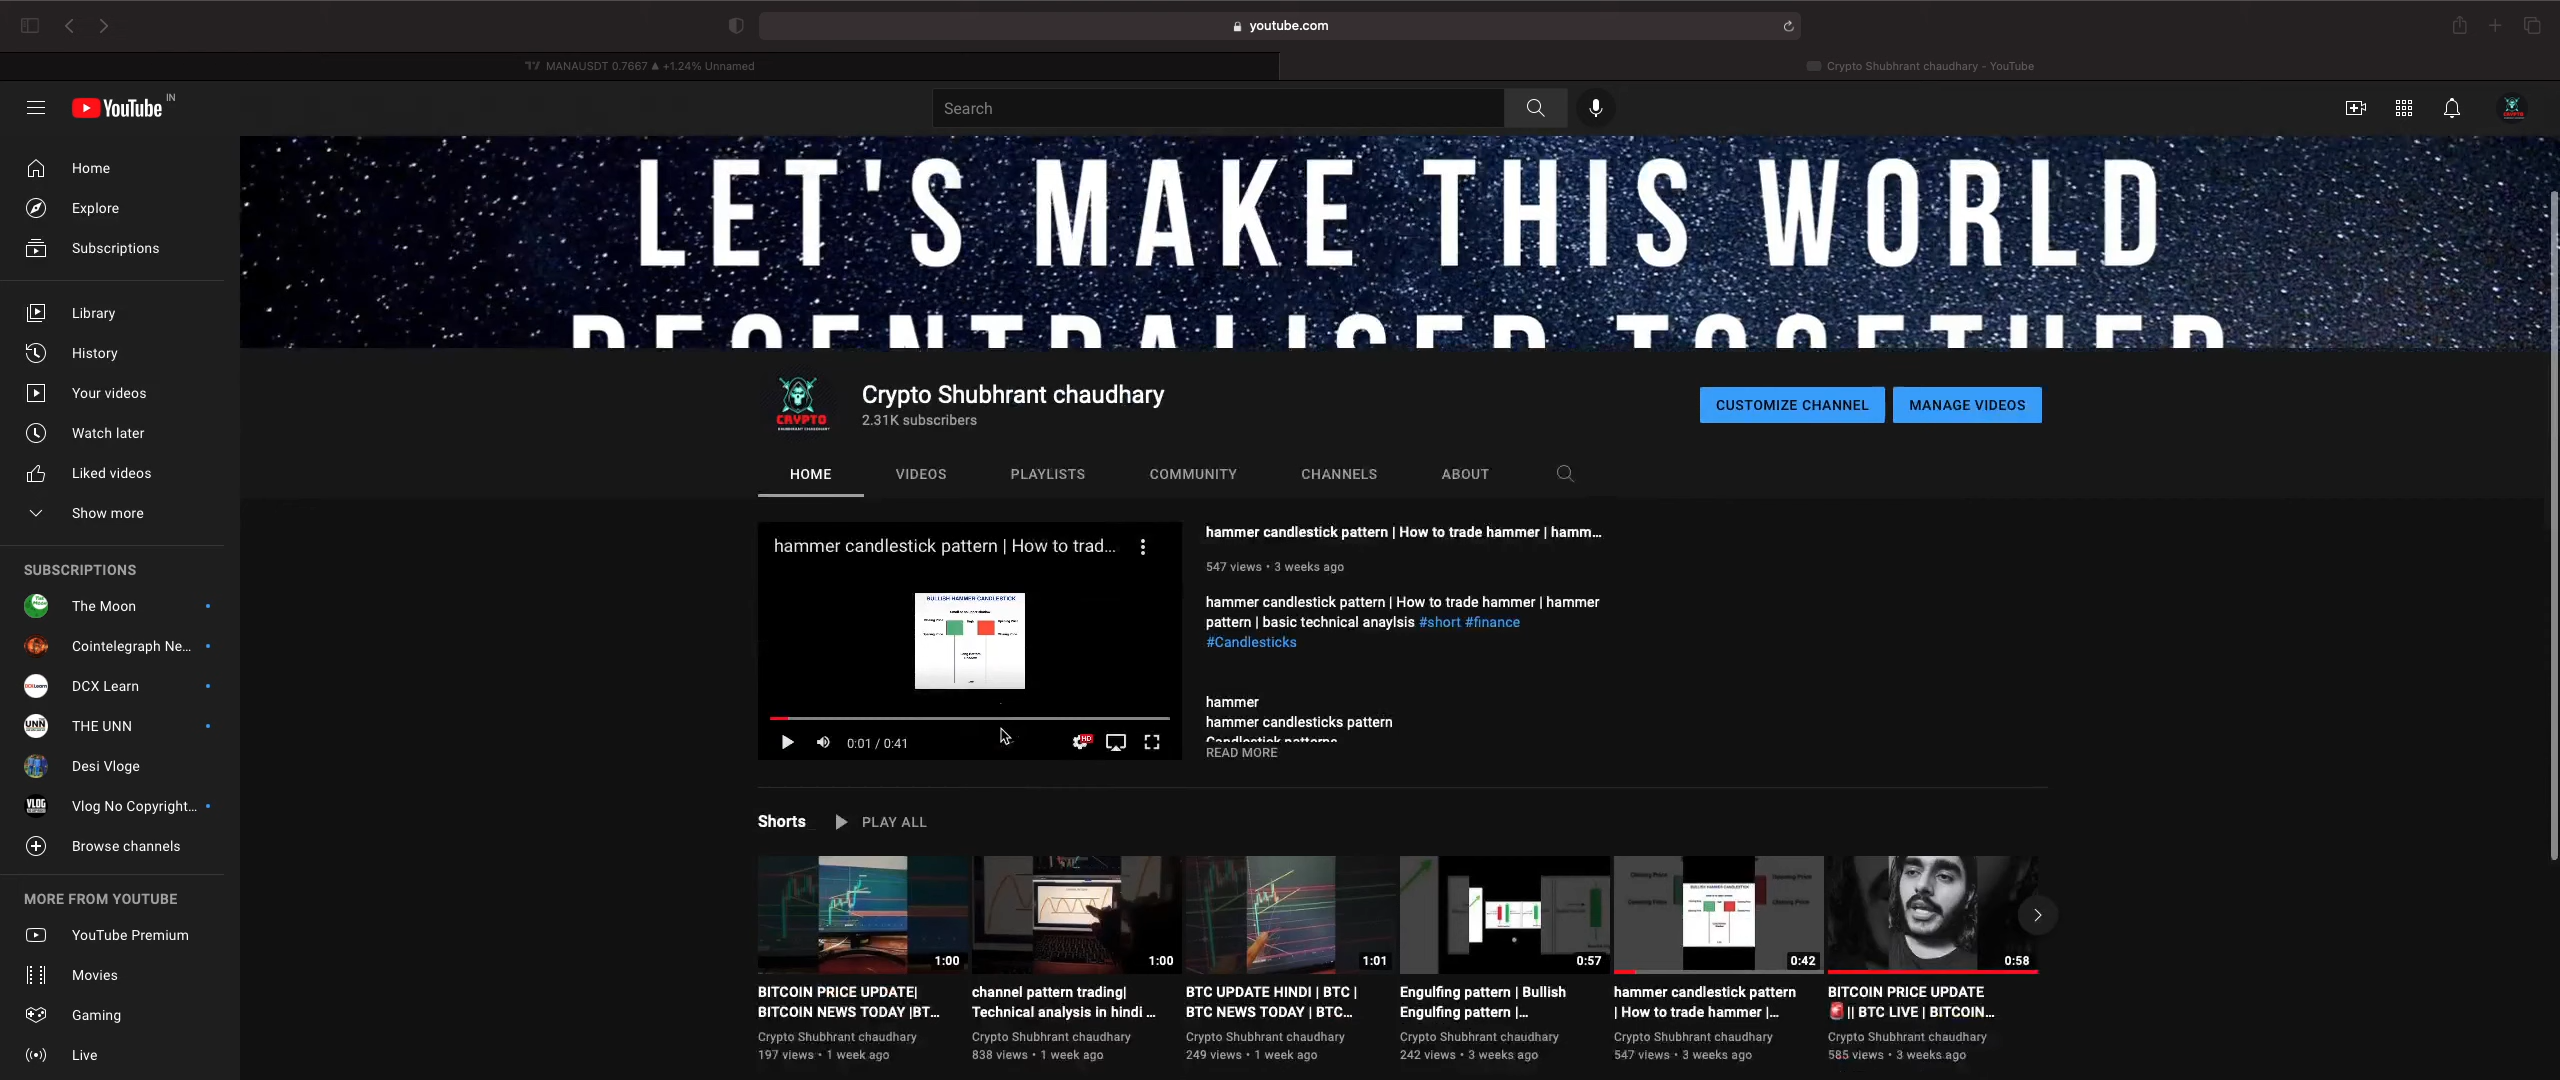 youtube.com
MANAUSDT 0.7667 ▲ +1.24% Unnamed
Crypto Shubhrant chaudhary - YouTube
YouTube IN
Search
LET'S MAKE THIS WORLD
DECENTRALISED TOGETHER
Home
Explore
Subscriptions
Library
History
Your videos
Watch later
Liked videos
Show more
SUBSCRIPTIONS
The Moon
Cointelegraph Ne...
DCX Learn
THE UNN
Desi Vloge
Vlog No Copyright...
Browse channels
MORE FROM YOUTUBE
YouTube Premium
Movies
Gaming
Live
CRYPTO
Crypto Shubhrant chaudhary
2.31K subscribers
CUSTOMIZE CHANNEL
MANAGE VIDEOS
HOME VIDEOS PLAYLISTS COMMUNITY CHANNELS ABOUT
hammer candlestick pattern | How to trad...
BULLISH HAMMER CANDLESTICK
0:01 / 0:41
HD
hammer candlestick pattern | How to trade hammer | hamm...
547 views • 3 weeks ago
hammer candlestick pattern | How to trade hammer | hammer
pattern | basic technical anaylsis #short #finance
#Candlesticks
hammer
hammer candlesticks pattern
Candlestick patterns
READ MORE
Shorts PLAY ALL
1:00
BITCOIN PRICE UPDATE|
BITCOIN NEWS TODAY |BT...
Crypto Shubhrant chaudhary
197 views • 1 week ago
1:00
channel pattern trading|
Technical analysis in hindi ...
Crypto Shubhrant chaudhary
838 views • 1 week ago
1:01
BTC UPDATE HINDI | BTC |
BTC NEWS TODAY | BTC...
Crypto Shubhrant chaudhary
249 views • 1 week ago
0:57
Engulfing pattern | Bullish
Engulfing pattern |...
Crypto Shubhrant chaudhary
242 views • 3 weeks ago
0:42
hammer candlestick pattern
| How to trade hammer |...
Crypto Shubhrant chaudhary
547 views • 3 weeks ago
0:58
BITCOIN PRICE UPDATE
🚨|| BTC LIVE | BITCOIN...
Crypto Shubhrant chaudhary
585 views • 3 weeks ago